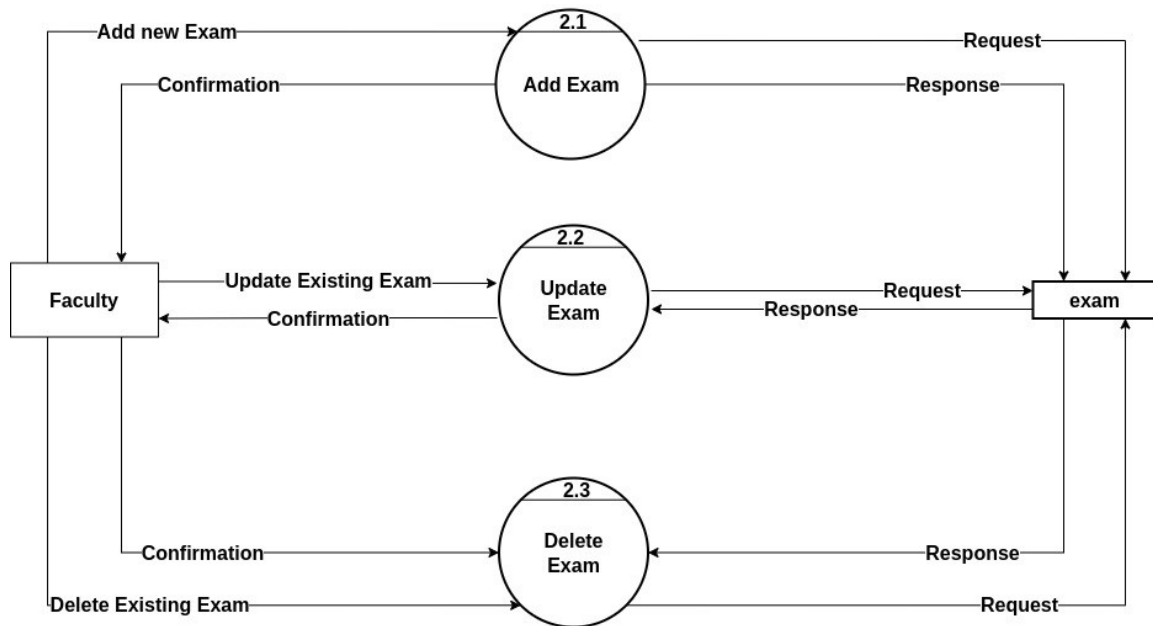 2.1
Add new Exam
Request
Confirmation
Add Exam
Response
2.2
Update Existing Exam
Update
Exam
Request
Faculty
exam
Confirmation
Response
2.3
Delete
Exam
Confirmation
Response
Delete Existing Exam
Request